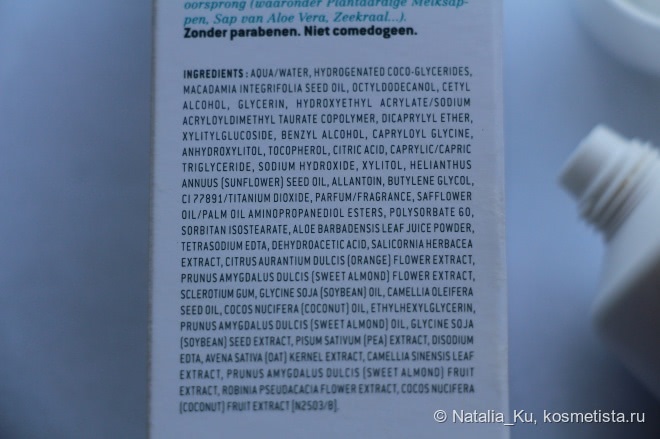 oorsprong (waaronder Plantaardige Melksap-
pen, Sap van Aloe Vera, Zeekraal...).
Zonder parabenen. Niet comedogeen.
INGREDIENTS : AQUA/WATER, HYDROGENATED COCO-GLYCERIDES,
MACADAMIA INTEGRIFOLIA SEED OIL, OCTYLDODECANOL, CETYL
ALCOHOL, GLYCERIN, HYDROXYETHYL ACRYLATE/SODIUM
ACRYLOYLDIMETHYL TAURATE COPOLYMER, DICAPRYLYL ETHER,
XYLITYLGLUCOSIDE, BENZYL ALCOHOL, CAPRYLOYL GLYCINE,
ANHYDROXYLITOL, TOCOPHEROL, CITRIC ACID, CAPRYLIC/CAPRIC
TRIGLYCERIDE, SODIUM HYDROXIDE, XYLITOL, HELIANTHUS
ANNUUS (SUNFLOWER) SEED OIL, ALLANTOIN, BUTYLENE GLYCOL,
CI 77891/TITANIUM DIOXIDE, PARFUM/FRAGRANCE, SAFFLOWER
OIL/PALM OIL AMINOPROPANEDIOL ESTERS, POLYSORBATE 60,
SORBITAN ISOSTEARATE, ALOE BARBADENSIS LEAF JUICE POWDER,
TETRASODIUM EDTA, DEHYDROACETIC ACID, SALICORNIA HERBACEA
EXTRACT, CITRUS AURANTIUM DULCIS (ORANGE) FLOWER EXTRACT,
PRUNUS AMYGDALUS DULCIS (SWEET ALMOND) FLOWER EXTRACT,
SCLEROTIUM GUM, GLYCINE SOJA (SOYBEAN) OIL, CAMELLIA OLEIFERA
SEED OIL, COCOS NUCIFERA (COCONUT) OIL, ETHYLHEXYLGLYCERIN,
PRUNUS AMYGDALUS DULCIS (SWEET ALMOND) OIL, GLYCINE SOJA
(SOYBEAN) SEED EXTRACT, PISUM SATIVUM (PEA) EXTRACT, DISODIUM
EDTA, AVENA SATIVA (OAT) KERNEL EXTRACT, CAMELLIA SINENSIS LEAF
EXTRACT, PRUNUS AMYGDALUS DULCIS (SWEET ALMOND) FRUIT
EXTRACT, ROBINIA PSEUDACACIA FLOWER EXTRACT, COCOS NUCIFERA
(COCONUT) FRUIT EXTRACT (N2503/B).
© Natalia_Ku, kosmetista.ru